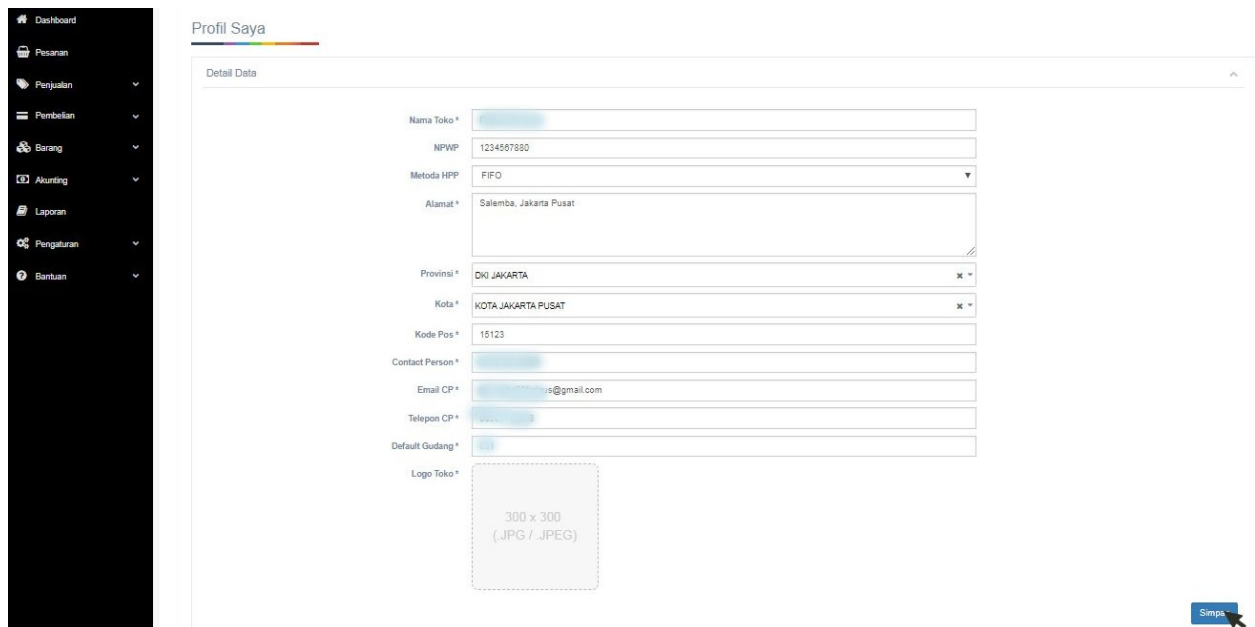 Dashboard
Pesanan
Penjualan
Pembelian
Barang
Akunting
Laporan
Pengaturan
Bantuan
Profil Saya
Detail Data
Nama Toko *
NPWP 1234567880
Metoda HPP FIFO
Alamat * Salemba, Jakarta Pusat
Provinsi * DKI JAKARTA
Kota * KOTA JAKARTA PUSAT
Kode Pos * 15123
Contact Person *
Email CP * s@gmail.com
Telepon CP *
Default Gudang *
Logo Toko *
300 x 300
(.JPG / .JPEG)